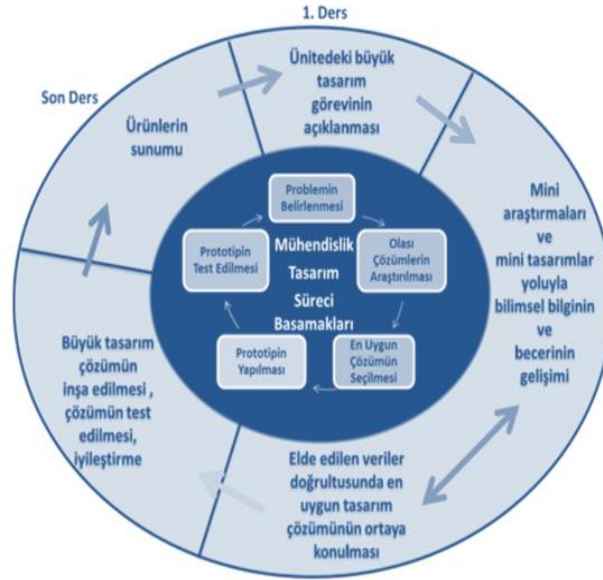 1. Ders
Ünitedeki büyük
tasarım
görevinin
açıklanması
Son Ders
Ürünlerin
sunumu
Mini
araştırmaları
ve
mini tasarımlar
yoluyla
bilimsel bilginin
ve
becerinin
gelişimi
Elde edilen veriler
doğrultusunda en
uygun tasarım
çözümünün ortaya
konulması
Büyük tasarım
çözümün
inşa edilmesi ,
çözümün test
edilmesi,
iyileştirme
Mühendislik
Tasarım
Süreci
Basamakları
Problemin
Belirlenmesi
Olası
Çözümlerin
Araştırılması
En Uygun
Çözümün
Seçilmesi
Prototipin
Yapılması
Prototipin
Test Edilmesi